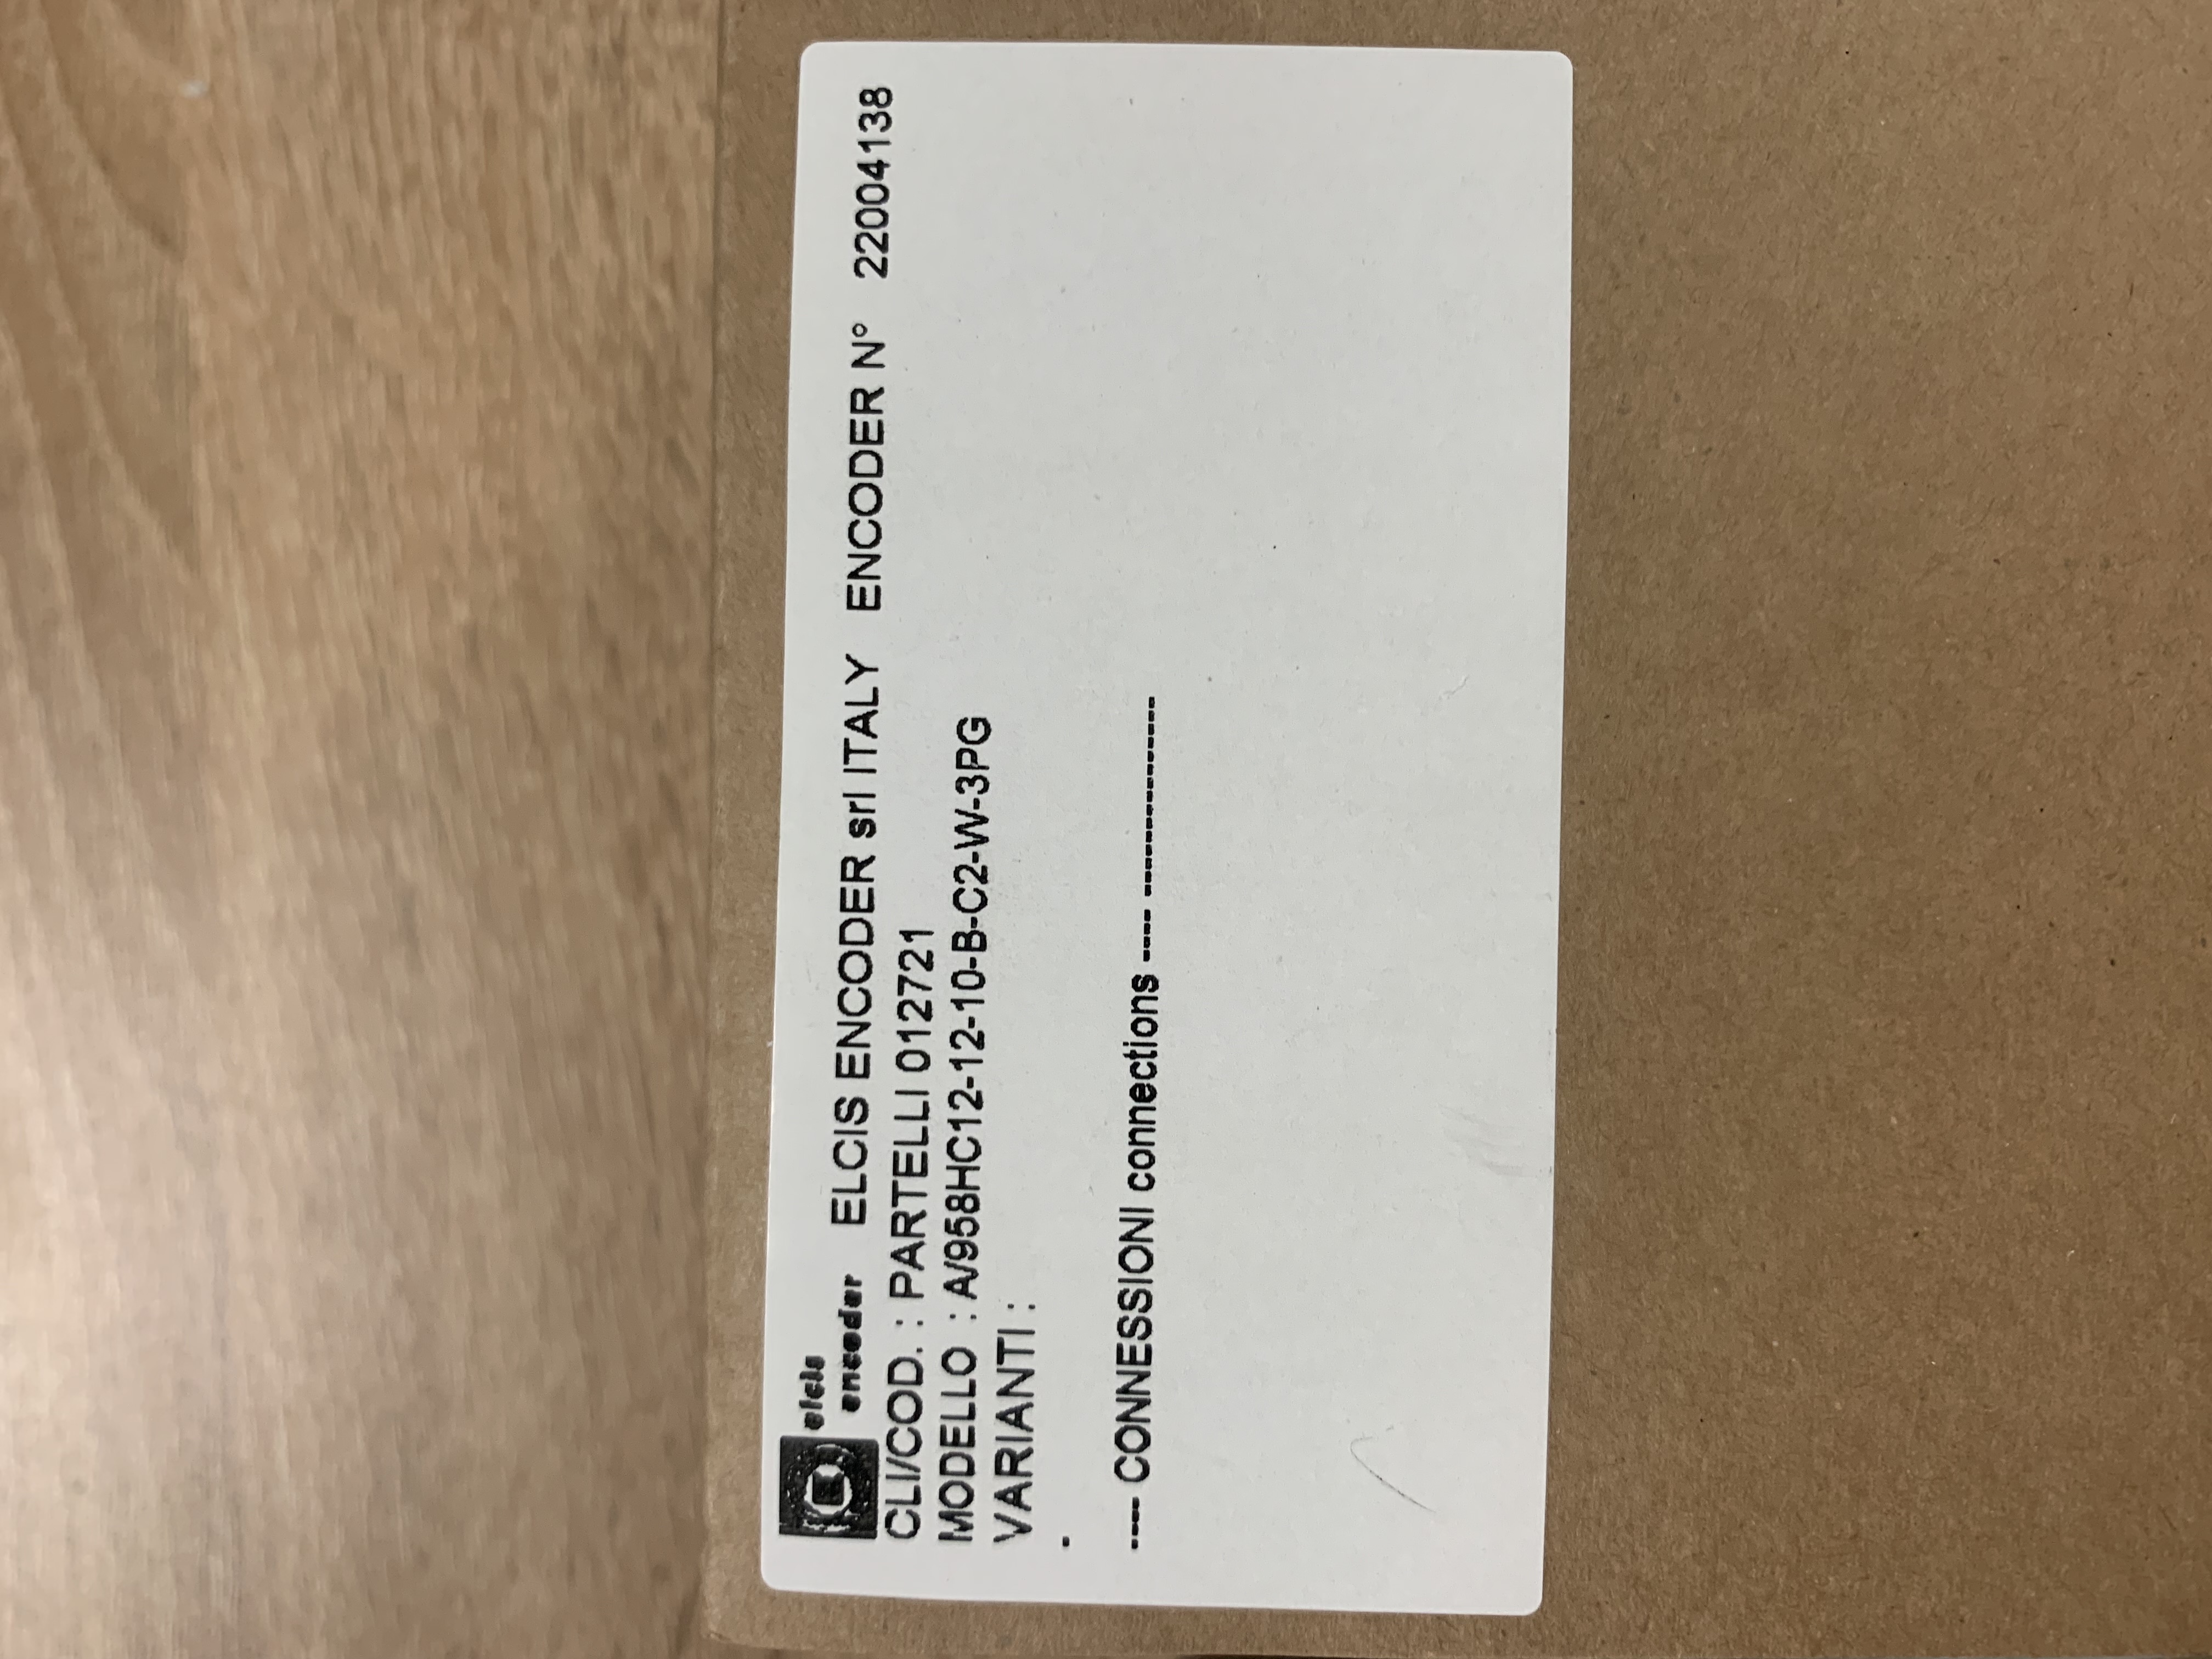 elcis
encoder ELCIS ENCODER srl ITALY ENCODER N° 22004138
CLI/COD. : PARTELLI 012721
MODELLO : A/958HC12-12-10-B-C2-W-3PG
VARIANTI :
.
---- CONNESSIONI connections ---- ----------------